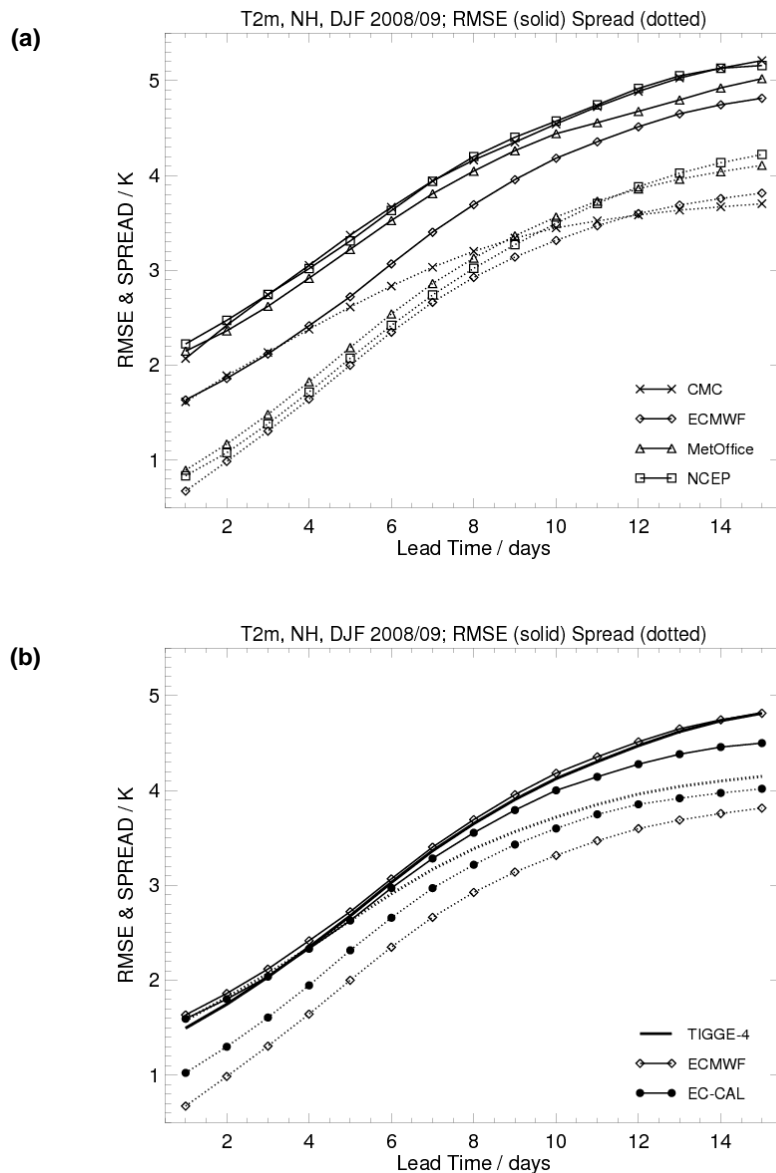 (a)
T2m, NH, DJF 2008/09; RMSE (solid) Spread (dotted)
RMSE & SPREAD / K
5
4
3
2
1
CMC
ECMWF
MetOffice
NCEP
2 4 6 8 10 12 14
Lead Time / days
(b)
T2m, NH, DJF 2008/09; RMSE (solid) Spread (dotted)
RMSE & SPREAD / K
5
4
3
2
1
TIGGE-4
ECMWF
EC-CAL
2 4 6 8 10 12 14
Lead Time / days